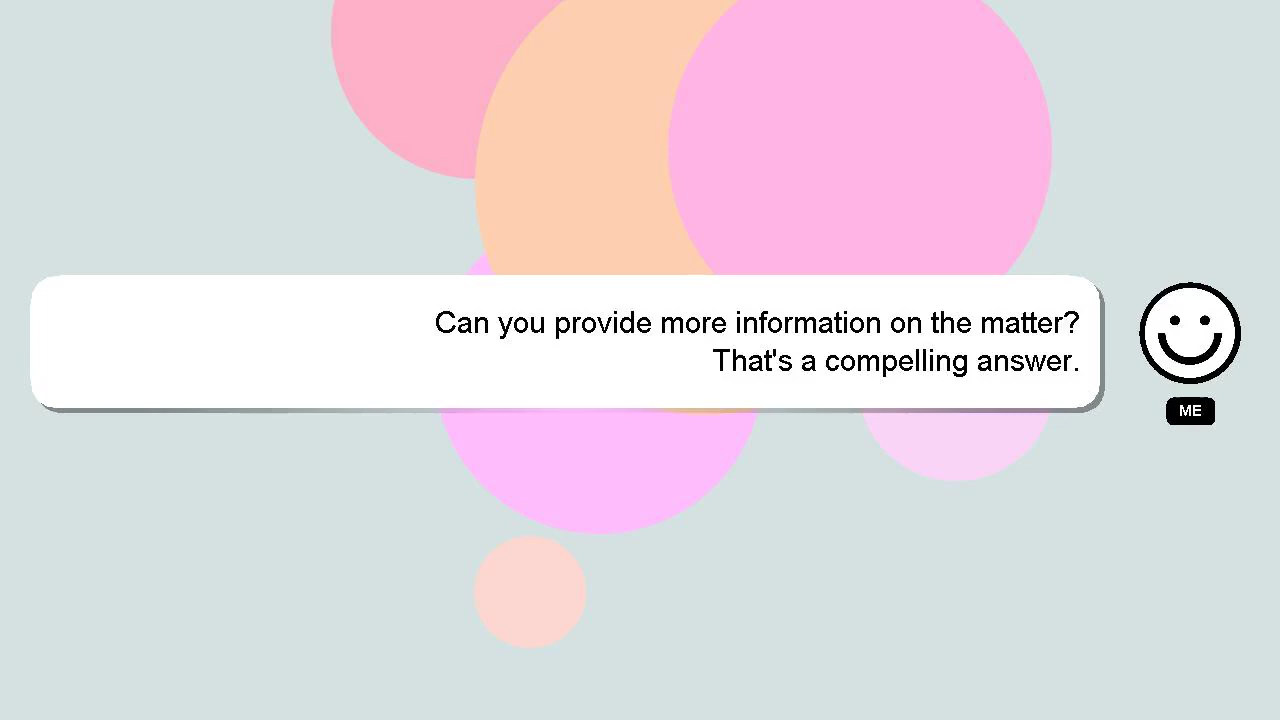 Can you provide more information on the matter?
That's a compelling answer.
ME